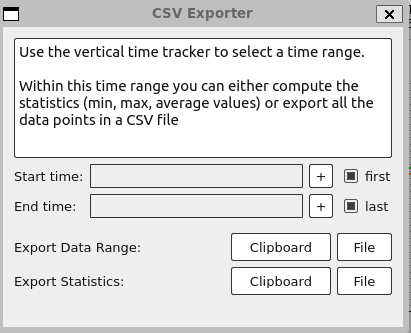 CSV Exporter
Use the vertical time tracker to select a time range.
Within this time range you can either compute the
statistics (min, max, average values) or export all the
data points in a CSV file
Start time: + first
End time: + last
Export Data Range: Clipboard File
Export Statistics: Clipboard File